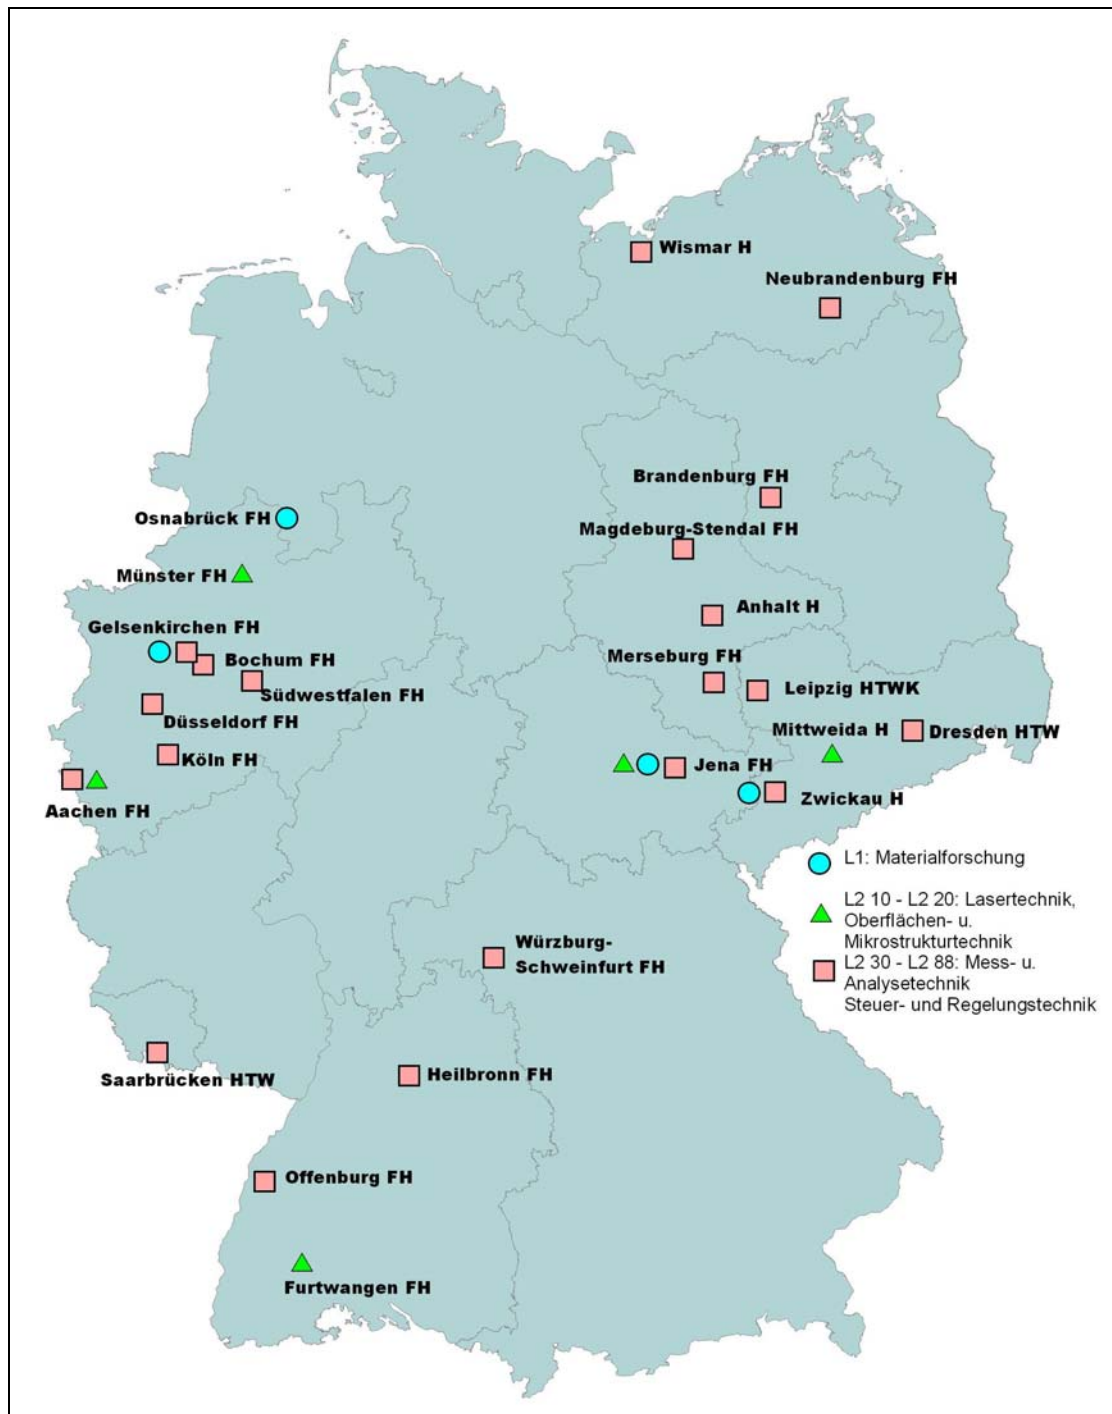 Wismar H
Neubrandenburg FH
Brandenburg FH
Osnabrück FH
Magdeburg-Stendal FH
Münster FH
Anhalt H
Gelsenkirchen FH
Bochum FH
Merseburg FH
Südwestfalen FH
Leipzig HTWK
Düsseldorf FH
Mittweida H
Dresden HTW
Köln FH
Jena FH
Aachen FH
Zwickau H
L1: Materialforschung
L2 10 - L2 20: Lasertechnik,
Oberflächen- u.
Mikrostrukturtechnik
L2 30 - L2 88: Mess- u.
Analysetechnik
Steuer- und Regelungstechnik
Würzburg-
Schweinfurt FH
Saarbrücken HTW
Heilbronn FH
Offenburg FH
Furtwangen FH